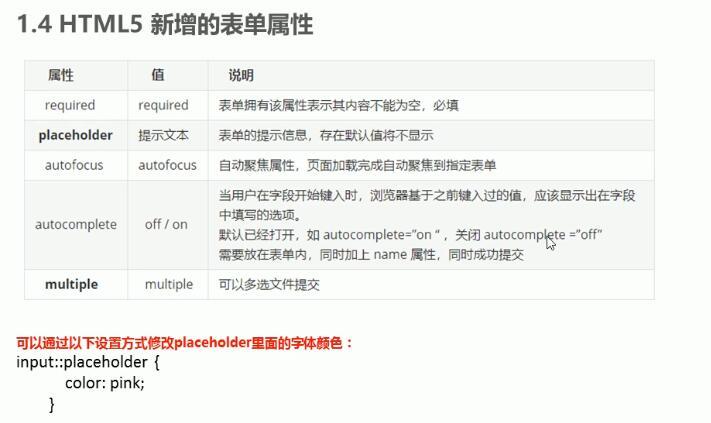 1.4 HTML5 新增的表单属性
属性 值 说明
required required 表单拥有该属性表示其内容不能为空，必填
placeholder 提示文本 表单的提示信息，存在默认值将不显示
autofocus autofocus 自动聚焦属性，页面加载完成自动聚焦到指定表单
autocomplete off / on 当用户在字段开始键入时，浏览器基于之前键入过的值，应该显示出在字段
中填写的选项。
默认已经打开，如 autocomplete="on “ ，关闭 autocomplete ="off"
需要放在表单内，同时加上 name 属性，同时成功提交
multiple multiple 可以多选文件提交
可以通过以下设置方式修改placeholder里面的字体颜色：
input::placeholder {
color: pink;
}